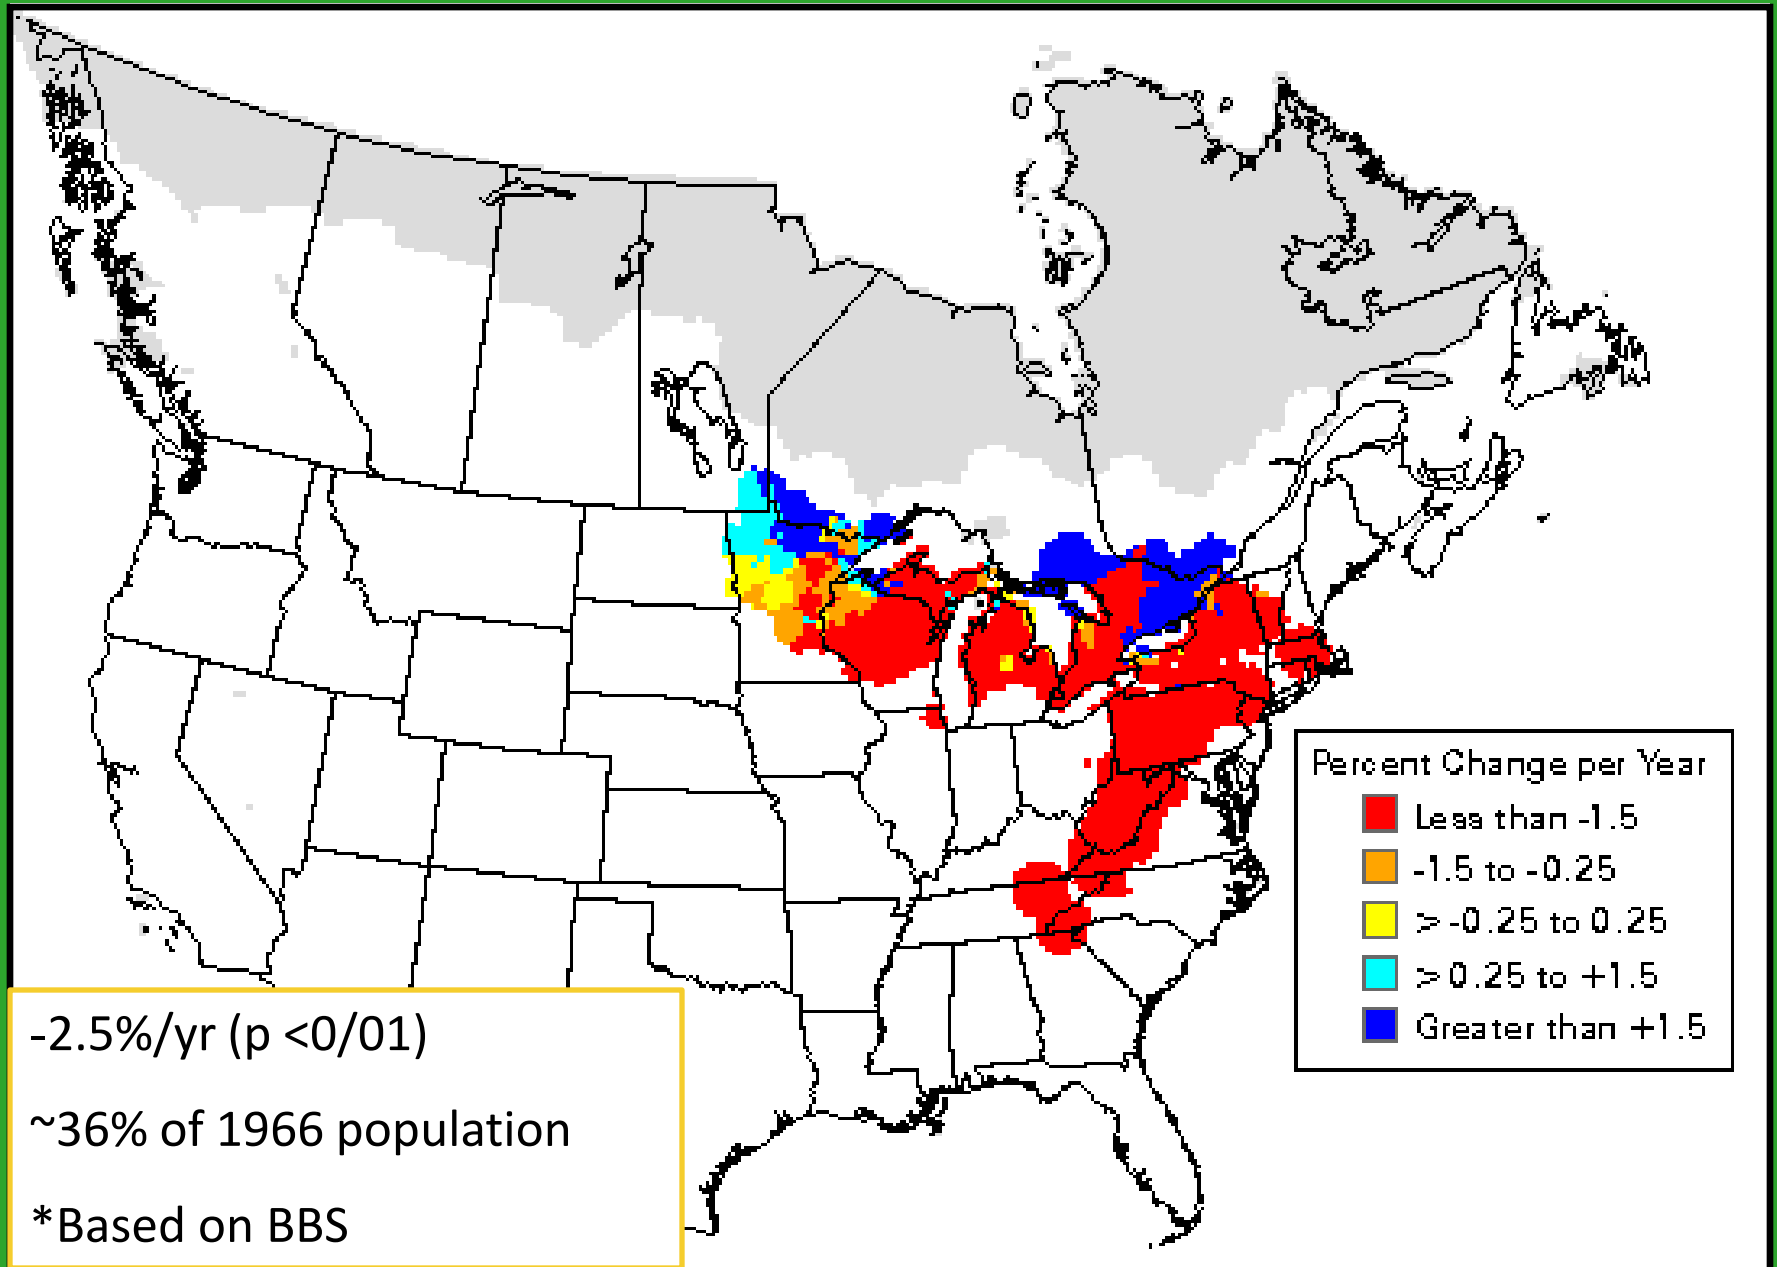 Percent Change per Year
Less than -1.5
-1.5 to -0.25
> -0.25 to 0.25
> 0.25 to +1.5
Greater than +1.5
-2.5%/yr (p <0/01)
~36% of 1966 population
*Based on BBS